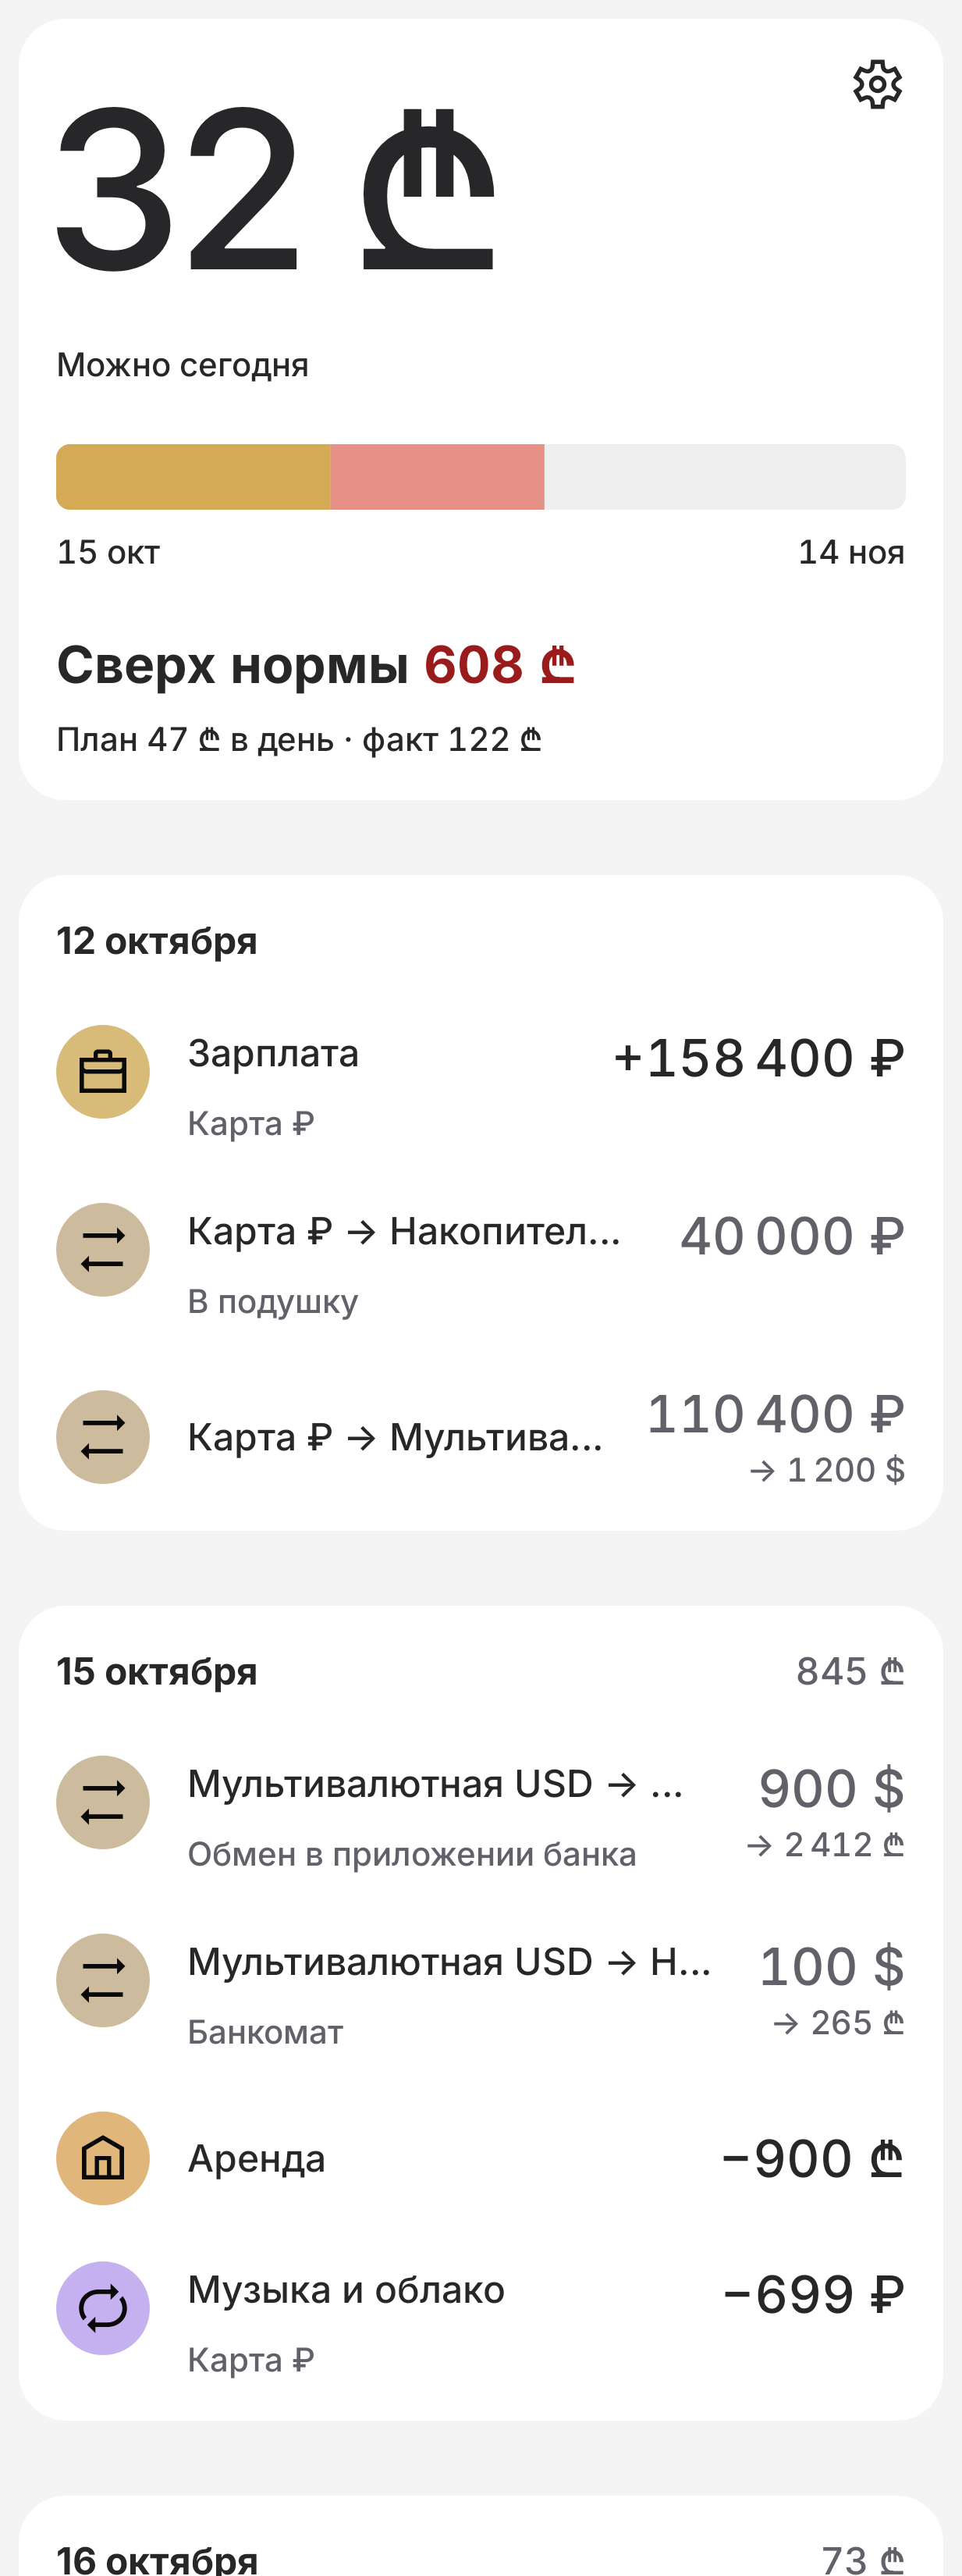 32 ₾
Можно сегодня
15 окт
14 ноя
Сверх нормы 608 ₾
План 47 ₾ в день · факт 122 ₾
12 октября
Зарплата
+158 400 ₽
Карта ₽
Карта ₽ → Накопител...
40 000 ₽
В подушку
Карта ₽ → Мультива...
110 400 ₽
→ 1 200 $
15 октября
845 ₾
Мультивалютная USD → ...
900 $
Обмен в приложении банка
→ 2 412 ₾
Мультивалютная USD → Н...
100 $
Банкомат
→ 265 ₾
Аренда
−900 ₾
Музыка и облако
−699 ₽
Карта ₽
16 октября
73 ₾